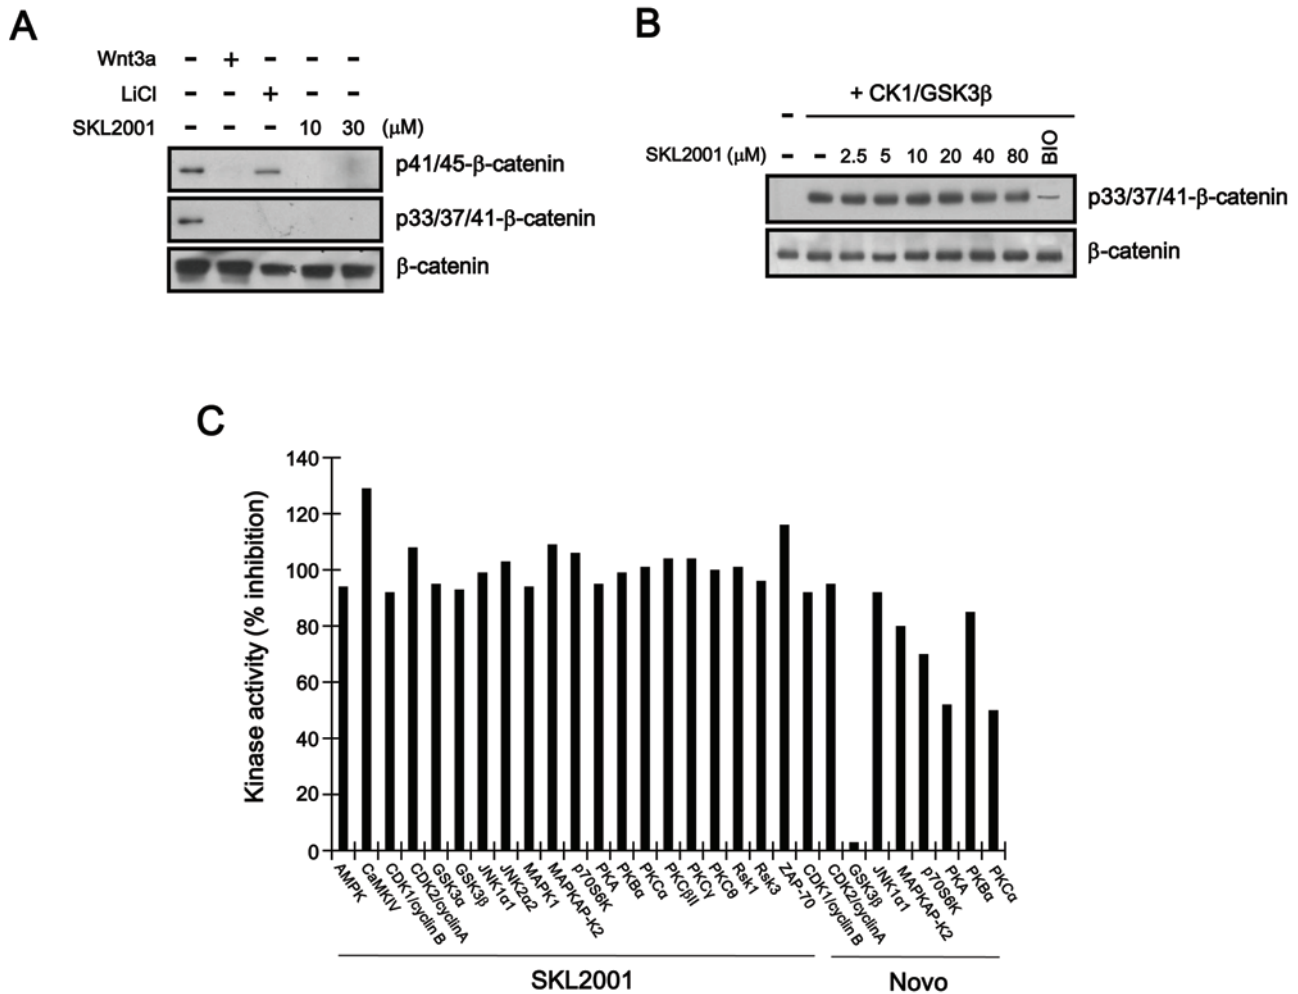 A
Wnt3a - + - - -
LiCl - - + - -
SKL2001 - - - 10 30 (μM)
p41/45-β-catenin
p33/37/41-β-catenin
β-catenin
B
+ CK1/GSK3β
-
SKL2001 (μM) - - 2.5 5 10 20 40 80 BIO
p33/37/41-β-catenin
β-catenin
C
Kinase activity (% inhibition)
140
120
100
80
60
40
20
0
AMPK
CaMKIV
CDK1/cyclin B
CDK2/cyclinA
GSK3α
GSK3β
JNK1α1
JNK2α2
MAPK1
MAPKAP-K2
p70S6K
PKA
PKBα
PKCα
PKCβII
PKCγ
PKCθ
Rsk1
Rsk3
ZAP-70
CDK1/cyclin B
CDK2/cyclinA
GSK3β
JNK1α1
MAPKAP-K2
p70S6K
PKA
PKBα
PKCα
SKL2001
Novo